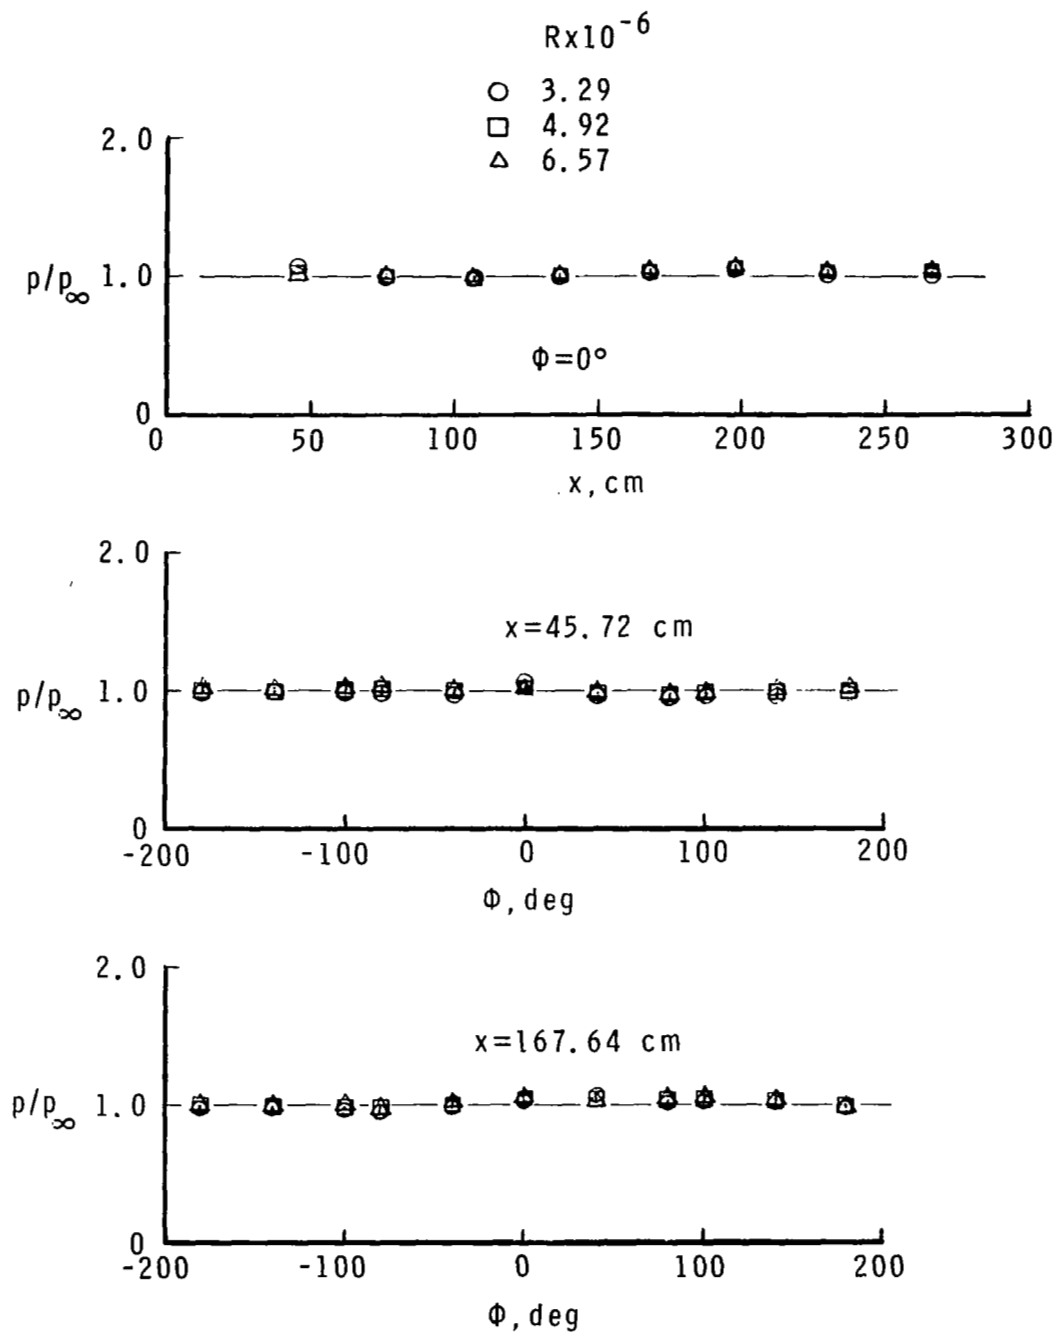 Rx10⁻⁶
○ 3.29
□ 4.92
△ 6.57
2.0
p/p∞ 1.0
Φ=0°
0
0 50 100 150 200 250 300
x, cm
2.0
x=45.72 cm
p/p∞ 1.0
0
-200 -100 0 100 200
Φ, deg
2.0
x=167.64 cm
p/p∞ 1.0
0
-200 -100 0 100 200
Φ, deg